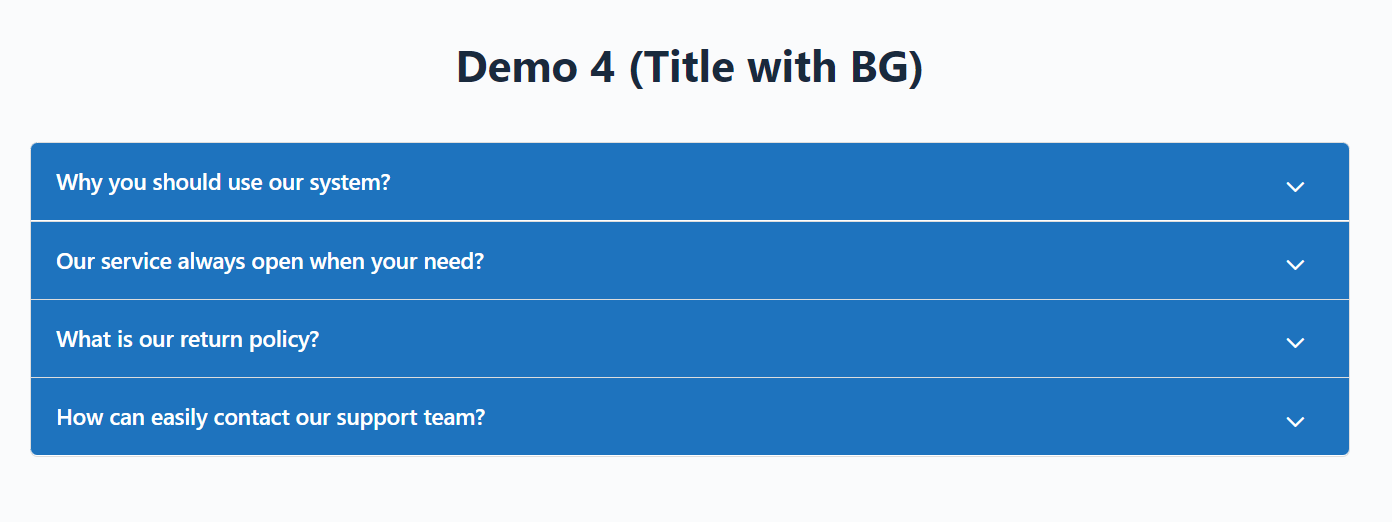 Demo 4 (Title with BG)
Why you should use our system?
Our service always open when your need?
What is our return policy?
How can easily contact our support team?